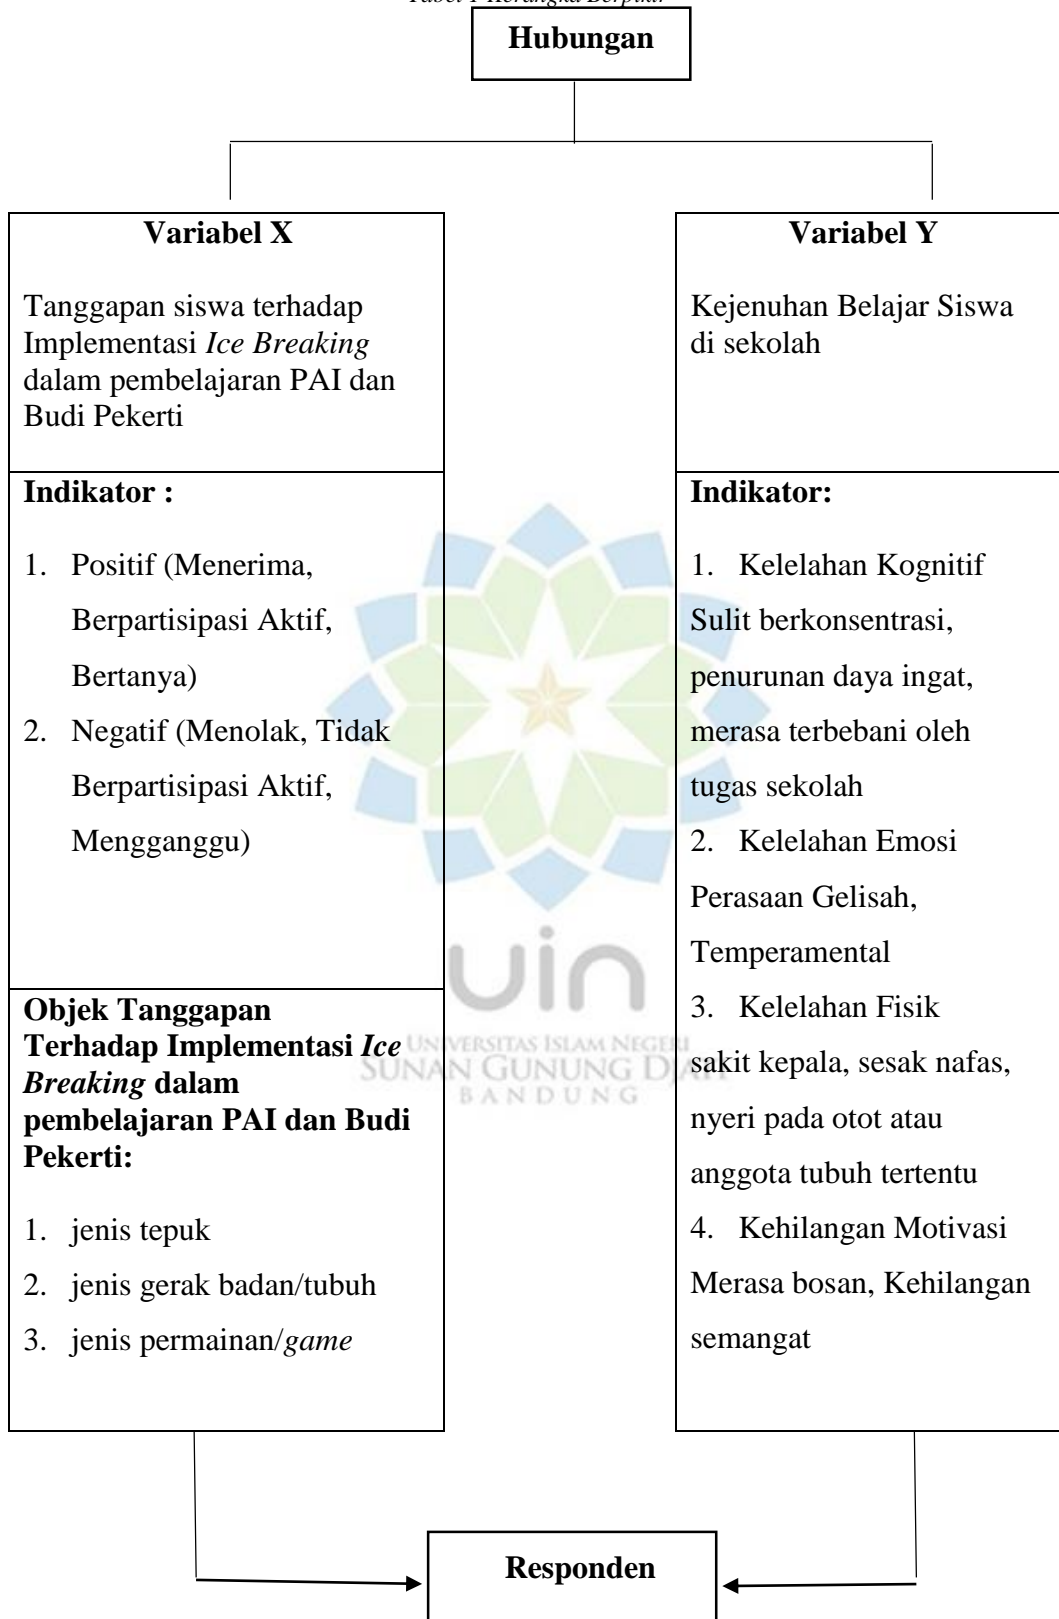 Tabel 1 Kerangka Berpikir
Hubungan
Variabel X
Tanggapan siswa terhadap
Implementasi Ice Breaking
dalam pembelajaran PAI dan
Budi Pekerti
Indikator :
1. Positif (Menerima,
Berpartisipasi Aktif,
Bertanya)
2. Negatif (Menolak, Tidak
Berpartisipasi Aktif,
Mengganggu)
Objek Tanggapan
Terhadap Implementasi Ice
Breaking dalam
pembelajaran PAI dan Budi
Pekerti:
1. jenis tepuk
2. jenis gerak badan/tubuh
3. jenis permainan/game
Variabel Y
Kejenuhan Belajar Siswa
di sekolah
Indikator:
1. Kelelahan Kognitif
Sulit berkonsentrasi,
penurunan daya ingat,
merasa terbebani oleh
tugas sekolah
2. Kelelahan Emosi
Perasaan Gelisah,
Temperamental
3. Kelelahan Fisik
sakit kepala, sesak nafas,
nyeri pada otot atau
anggota tubuh tertentu
4. Kehilangan Motivasi
Merasa bosan, Kehilangan
semangat
uin
UNIVERSITAS ISLAM NEGERI
SUNAN GUNUNG DJATI
BANDUNG
Responden